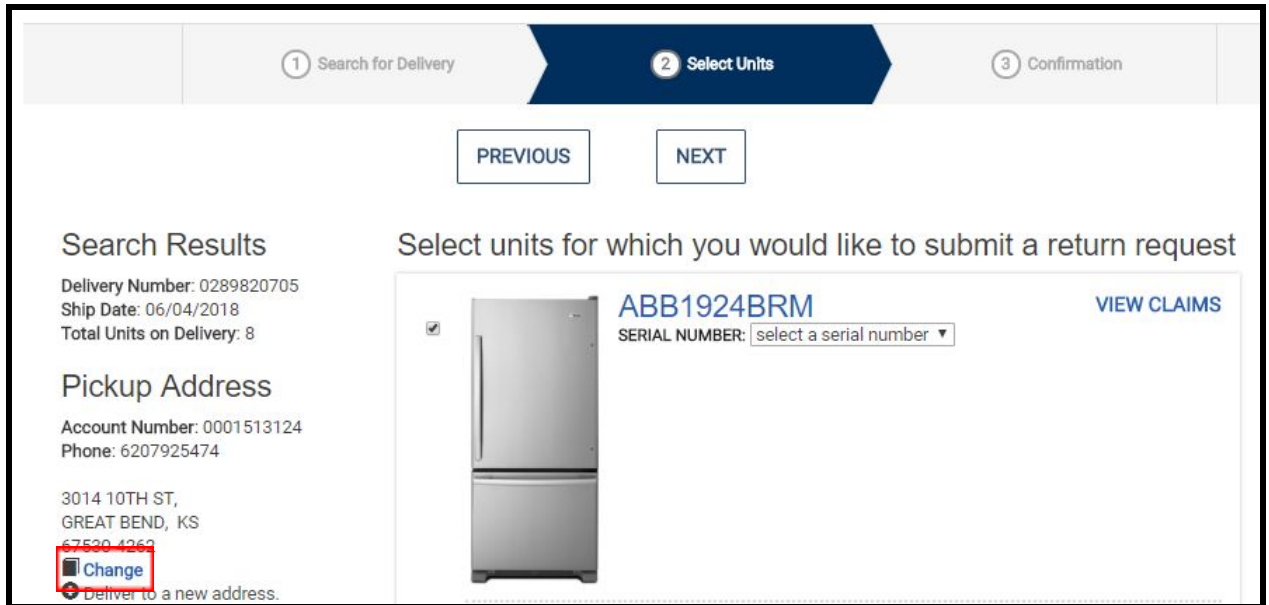 1 Search for Delivery
2 Select Units
3 Confirmation
PREVIOUS
NEXT
Search Results
Delivery Number: 0289820705
Ship Date: 06/04/2018
Total Units on Delivery: 8
Pickup Address
Account Number: 0001513124
Phone: 6207925474
3014 10TH ST,
GREAT BEND, KS
67530-4262
Change
Deliver to a new address.
Select units for which you would like to submit a return request
ABB1924BRM
VIEW CLAIMS
SERIAL NUMBER: select a serial number